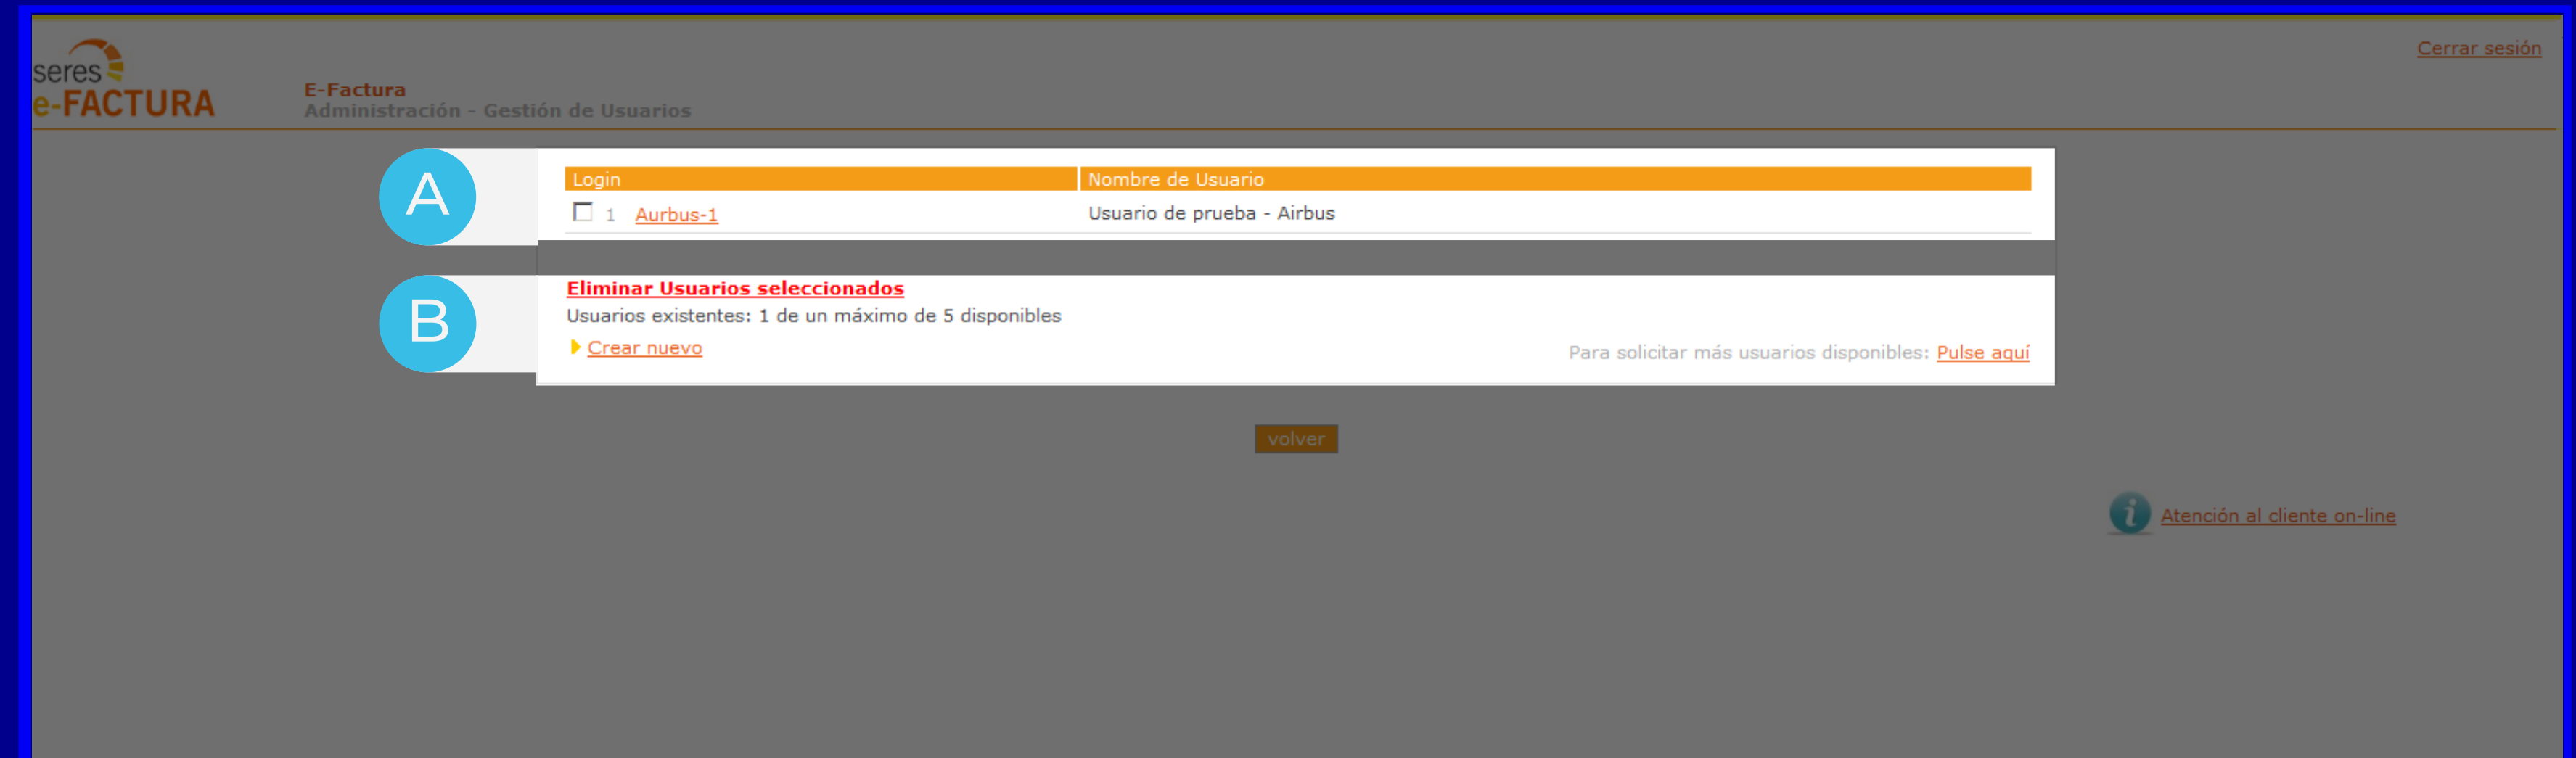 Cerrar sesión
seres
e-FACTURA
E-Factura
Administración - Gestión de Usuarios
A
Login Nombre de Usuario
1 Aurbus-1 Usuario de prueba - Airbus
B
Eliminar Usuarios seleccionados
Usuarios existentes: 1 de un máximo de 5 disponibles
Crear nuevo
Para solicitar más usuarios disponibles: Pulse aquí
volver
i Atención al cliente on-line